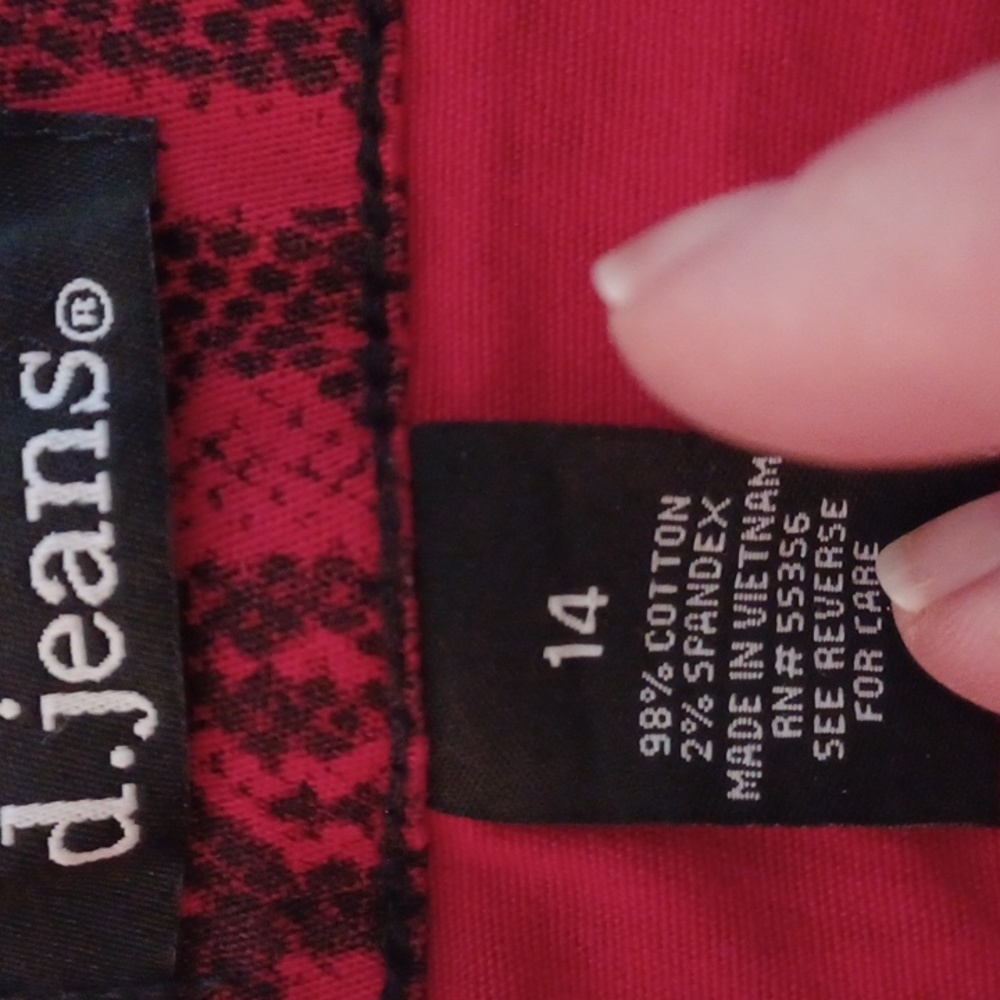 d.jeans®
14
98% COTTON
2% SPANDEX
MADE IN VIETNAM
RN# 55356
SEE REVERSE
FOR CARE